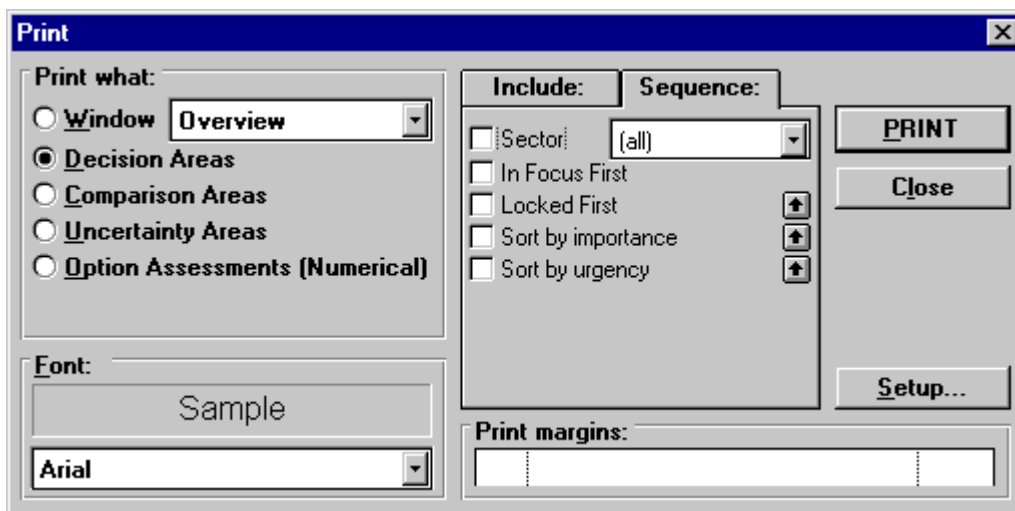 Print
Print what:
Window
Overview
Decision Areas
Comparison Areas
Uncertainty Areas
Option Assessments (Numerical)
Font:
Sample
Arial
Include:
Sequence:
Sector
(all)
In Focus First
Locked First
Sort by importance
Sort by urgency
Print margins:
PRINT
Close
Setup...